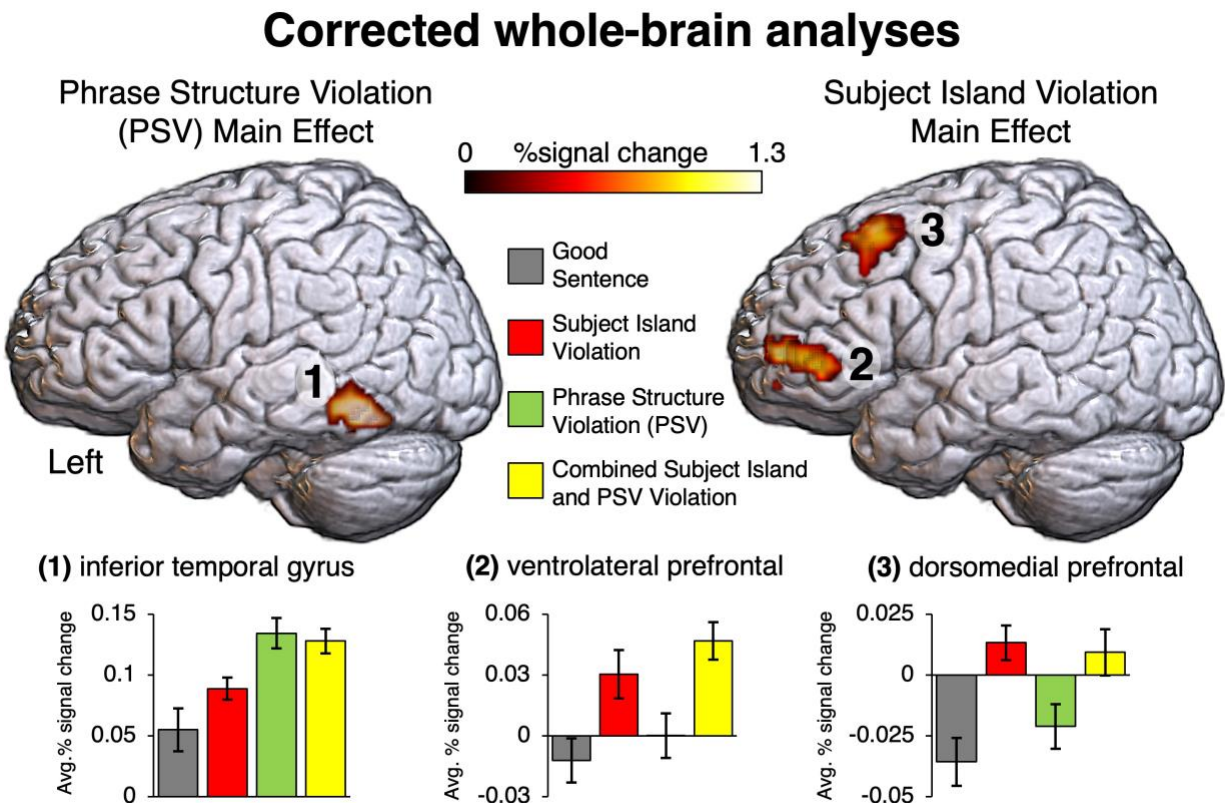 Corrected whole-brain analyses
Phrase Structure Violation
(PSV) Main Effect
Subject Island Violation
Main Effect
0 %signal change 1.3
Good
Sentence
Subject Island
Violation
Phrase Structure
Violation (PSV)
Combined Subject Island
and PSV Violation
1
Left
3
2
(1) inferior temporal gyrus
Avg.% signal change
0.15
0.1
0.05
0
(2) ventrolateral prefrontal
Avg. % signal change
0.06
0.03
0
-0.03
(3) dorsomedial prefrontal
Avg. % signal change
0.025
0
-0.025
-0.05